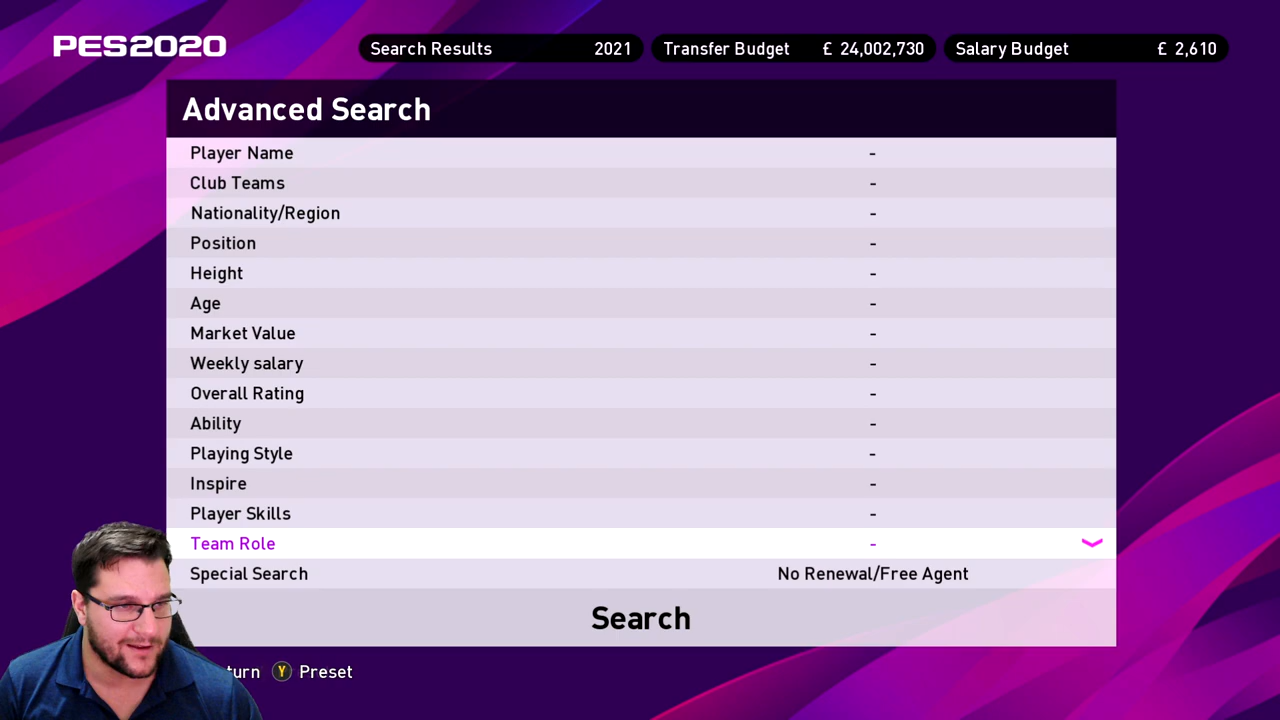 PES2020
Search Results 2021 Transfer Budget £ 24,002,730 Salary Budget £ 2,610
Advanced Search
Player Name -
Club Teams -
Nationality/Region -
Position -
Height -
Age -
Market Value -
Weekly salary -
Overall Rating -
Ability -
Playing Style -
Inspire -
Player Skills -
Team Role -
Special Search No Renewal/Free Agent
Search
Y Preset